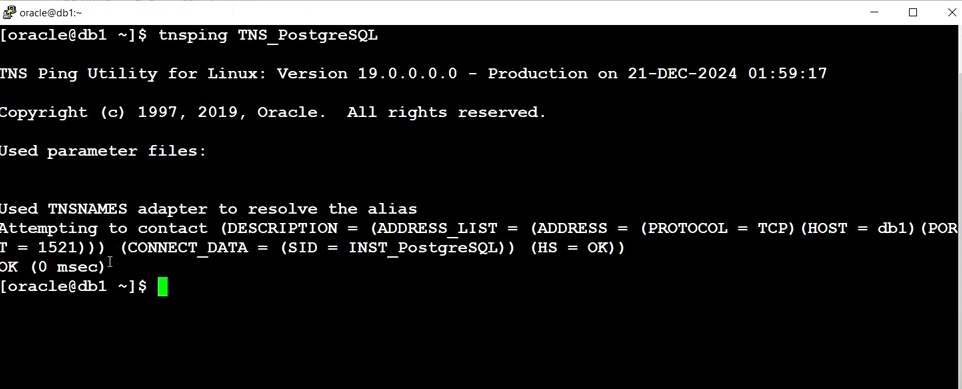 oracle@db1:~
[oracle@db1 ~]$ tnsping TNS_PostgreSQL
TNS Ping Utility for Linux: Version 19.0.0.0.0 - Production on 21-DEC-2024 01:59:17
Copyright (c) 1997, 2019, Oracle.  All rights reserved.
Used parameter files:
Used TNSNAMES adapter to resolve the alias
Attempting to contact (DESCRIPTION = (ADDRESS_LIST = (ADDRESS = (PROTOCOL = TCP)(HOST = db1)(POR
T = 1521))) (CONNECT_DATA = (SID = INST_PostgreSQL)) (HS = OK))
OK (0 msec)
[oracle@db1 ~]$